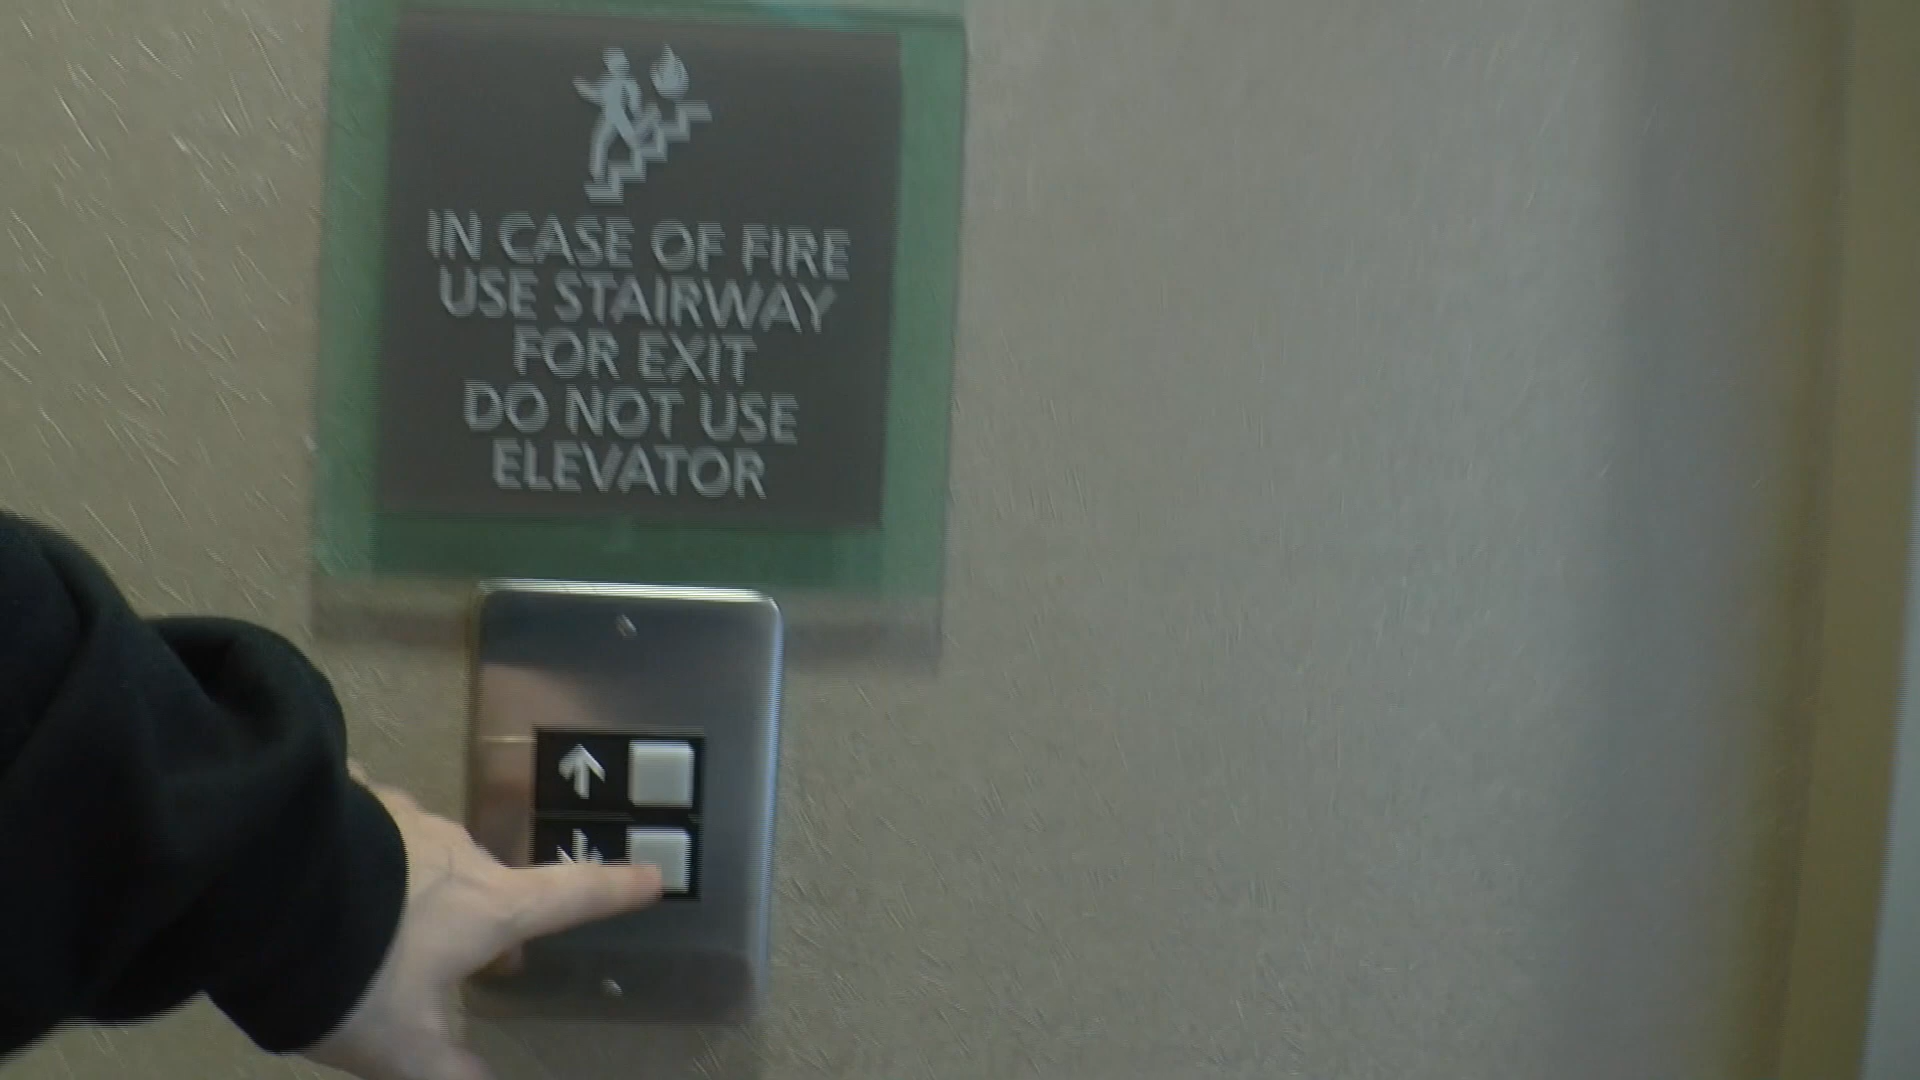 IN CASE OF FIRE
USE STAIRWAY
FOR EXIT
DO NOT USE
ELEVATOR